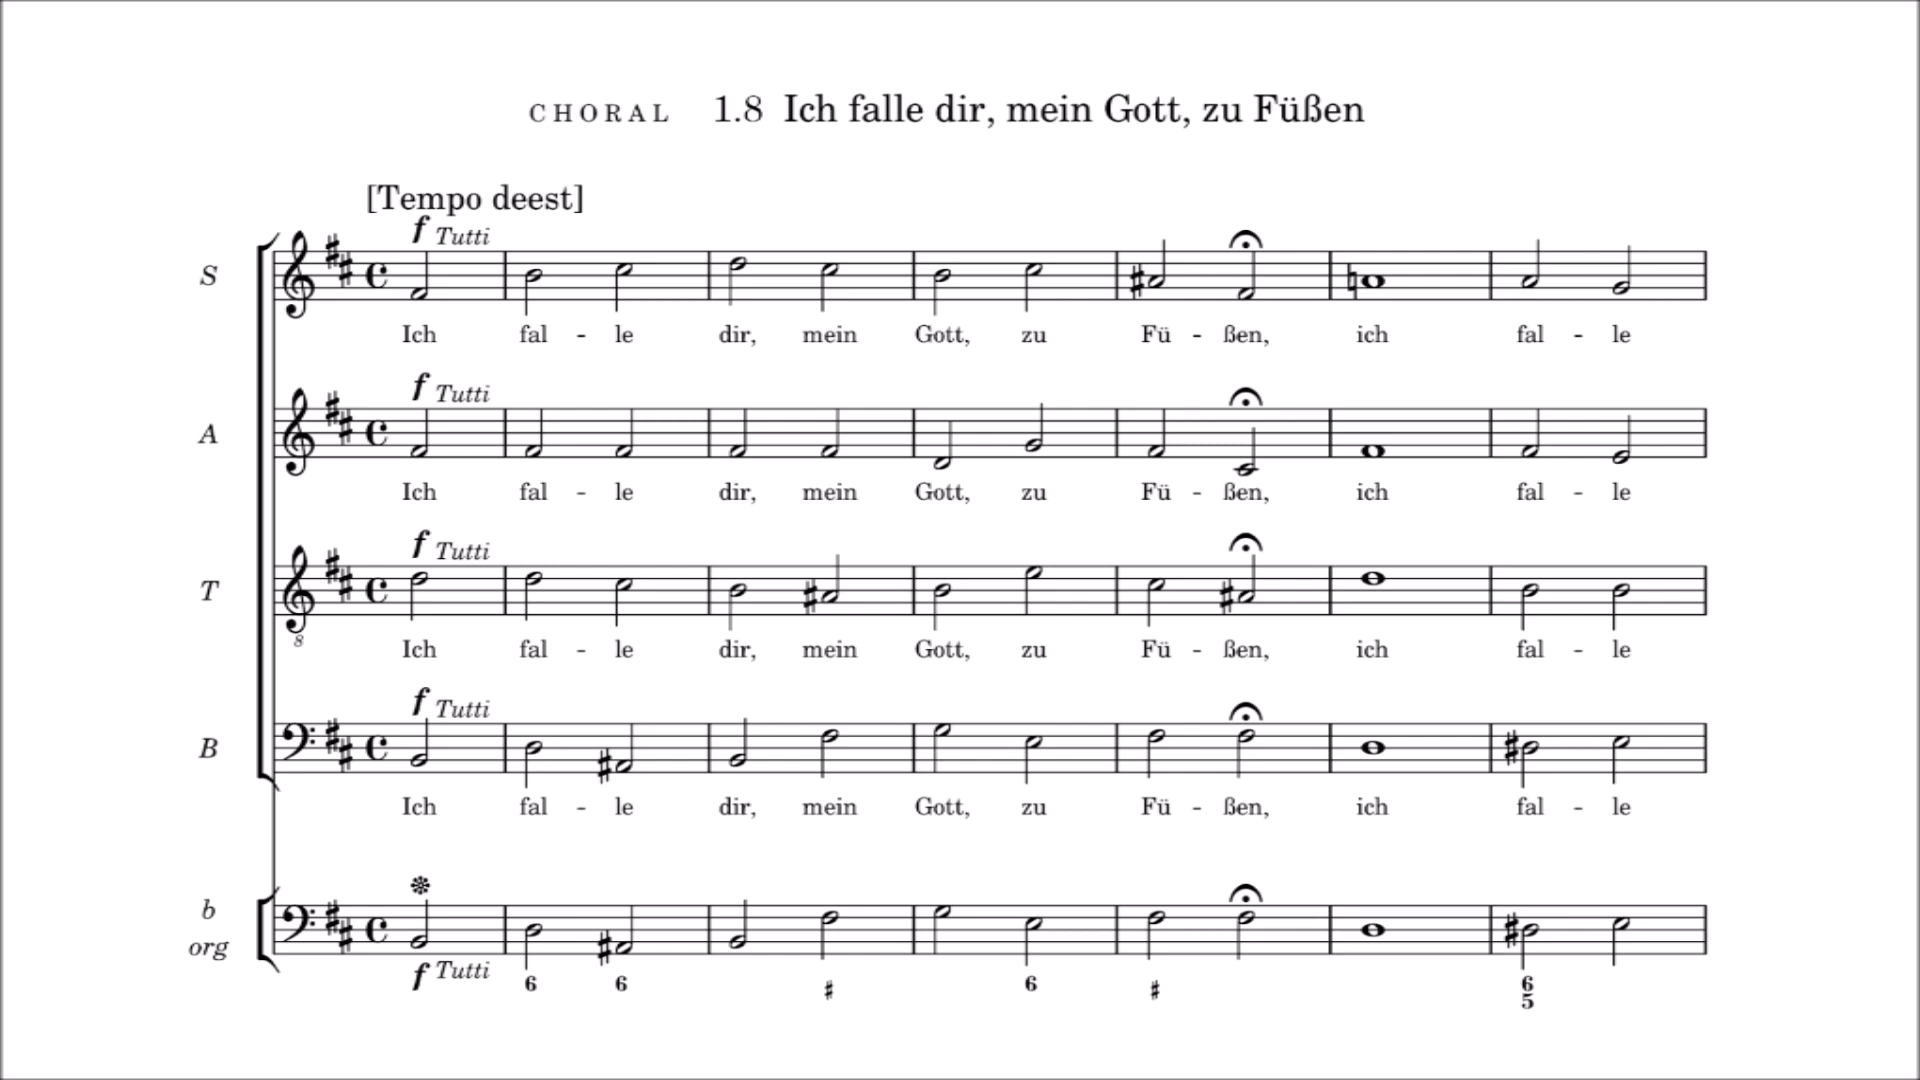 CHORAL 1.8 Ich falle dir, mein Gott, zu Füßen
[Tempo deest]
f Tutti
S
Ich fal - le dir, mein Gott, zu Fü - ßen, ich fal - le
f Tutti
A
Ich fal - le dir, mein Gott, zu Fü - ßen, ich fal - le
f Tutti
T
8
Ich fal - le dir, mein Gott, zu Fü - ßen, ich fal - le
f Tutti
B
Ich fal - le dir, mein Gott, zu Fü - ßen, ich fal - le
b
org
f Tutti
6 6 ♯ 6 ♯ 6
5